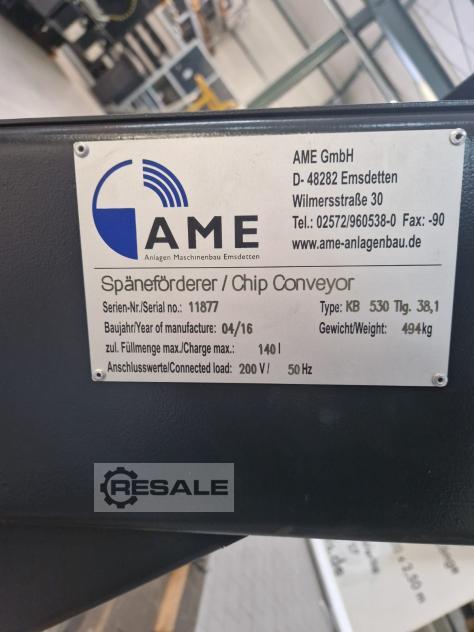 AME
Anlagen Maschinenbau Emsdetten
AME GmbH
D- 48282 Emsdetten
Wilmersstraße 30
Tel.: 02572/960538-0 Fax: -90
www.ame-anlagenbau.de
Späneförderer / Chip Conveyor
Serien-Nr./Serial no.: 11877 Type: KB 530 Tlg. 38,1
Baujahr/Year of manufacture: 04/16 Gewicht/Weight: 494kg
zul. Füllmenge max./Charge max.: 140 l
Anschlusswerte/Connected load: 200 V/ 50 Hz
RESALE
x 2,50 m